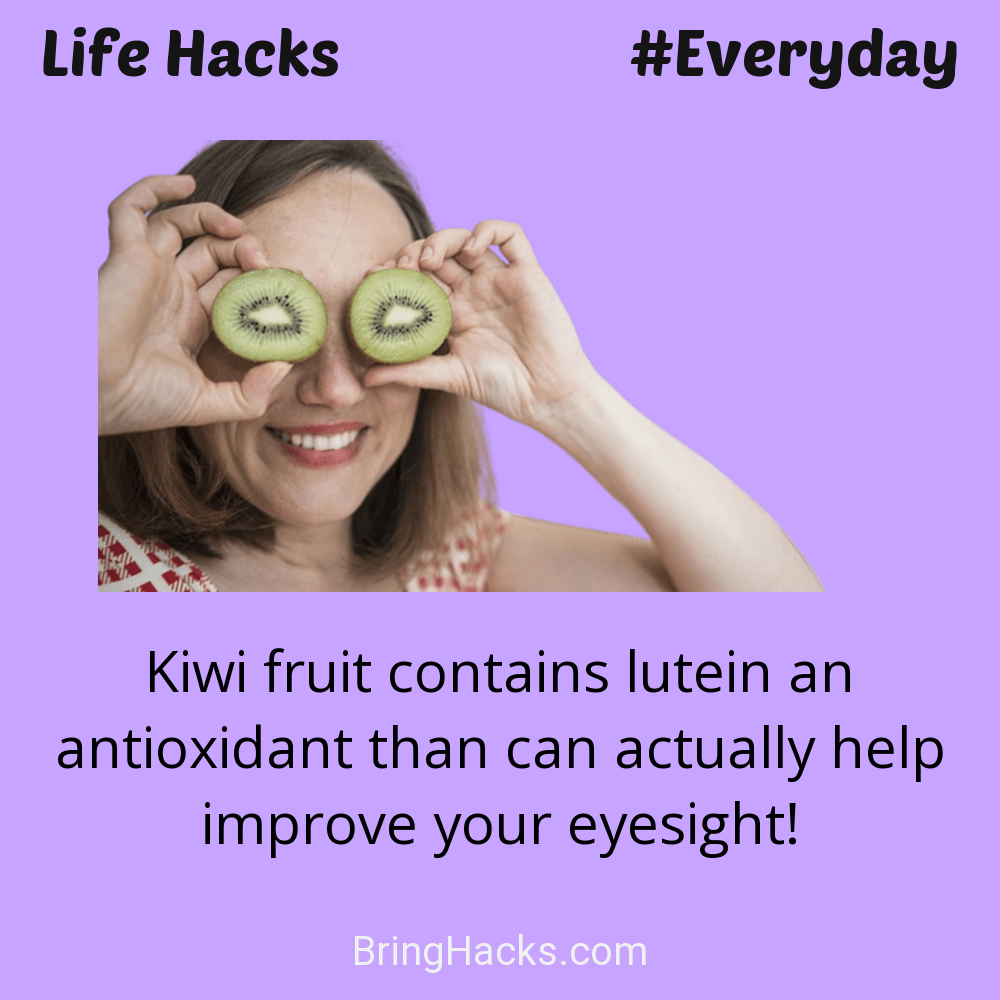 Life Hacks
#Everyday
Kiwi fruit contains lutein an
antioxidant than can actually help
improve your eyesight!
BringHacks.com